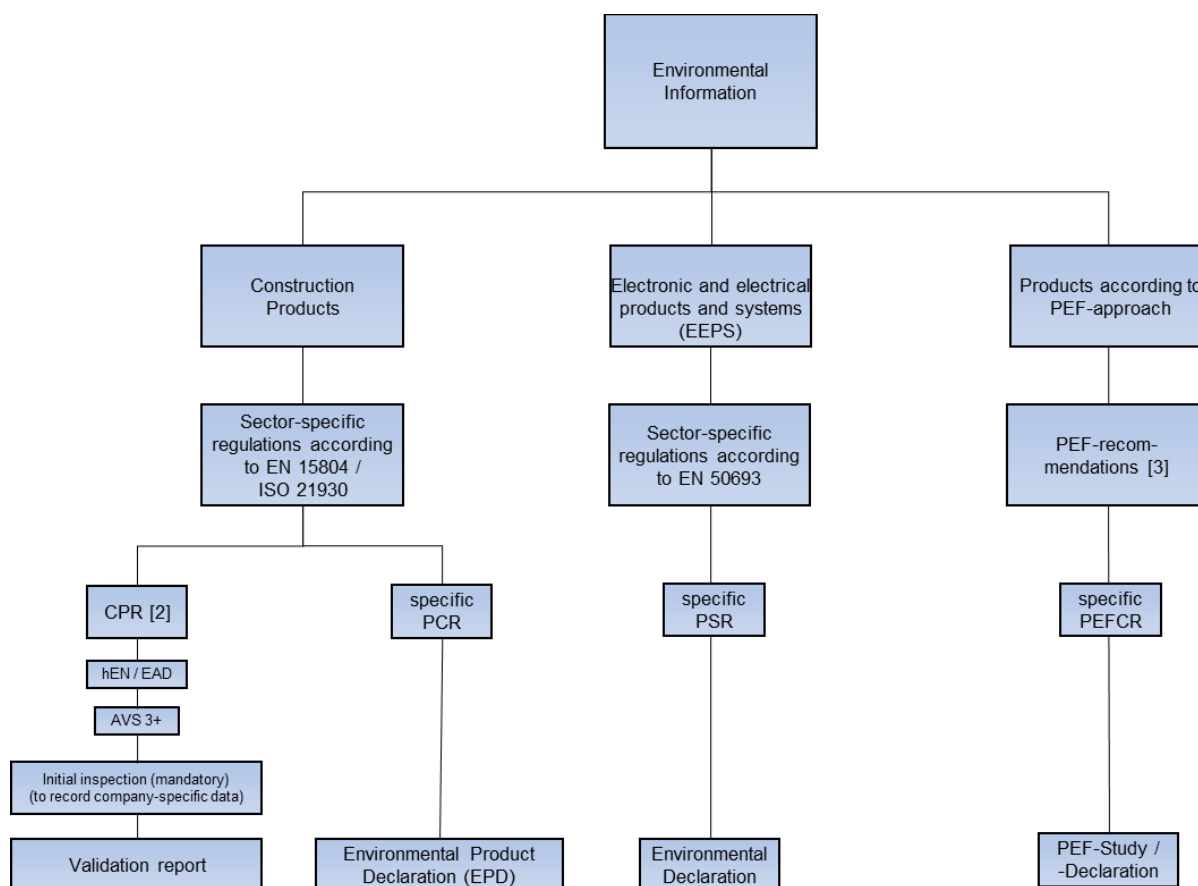 Environmental
Information
Construction
Products
Electronic and electrical
products and systems
(EEPS)
Products according to
PEF-approach
Sector-specific
regulations according
to EN 15804 /
ISO 21930
Sector-specific
regulations according
to EN 50693
PEF-recom-
mendations [3]
CPR [2]
specific
PCR
specific
PSR
specific
PEFCR
hEN / EAD
AVS 3+
Initial inspection (mandatory)
(to record company-specific data)
Validation report
Environmental Product
Declaration (EPD)
Environmental
Declaration
PEF-Study /
-Declaration